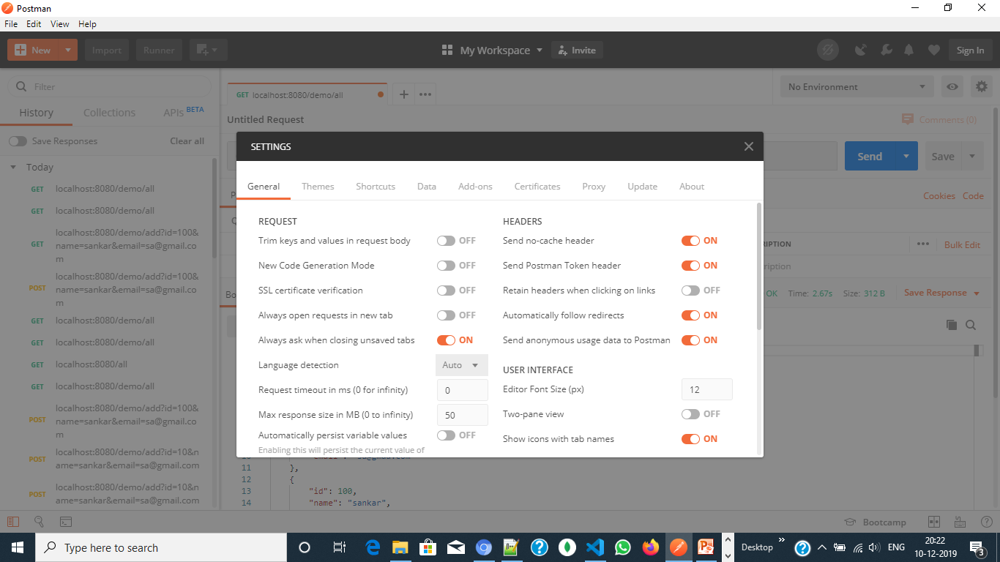 Postman
File Edit View Help
New Import Runner My Workspace Invite Sign In
Filter
History Collections APIs BETA
Save Responses Clear all
Today
GET localhost:8080/demo/all
GET localhost:8080/demo/all
GET localhost:8080/demo/add?id=100&
name=sankar&email=sa@gmail.co
m
POST localhost:8080/demo/add?id=100&
name=sankar&email=sa@gmail.co
m
GET localhost:8080/demo/all
GET localhost:8080/demo/all
GET localhost:8080/all
GET localhost:8080/demo/all
POST localhost:8080/demo/add?id=100&
name=sankar&email=sa@gmail.co
m
POST localhost:8080/demo/add?id=10&n
ame=sankar&email=sa@gmail.com
POST localhost:8080/demo/add?id=10&n
ame=sankar&email=sa@gmail.com
GET localhost:8080/demo/all
No Environment
Untitled Request
Comments (0)
Send Save
Cookies Code
Bulk Edit
OK Time: 2.67s Size: 312 B Save Response
SETTINGS
General Themes Shortcuts Data Add-ons Certificates Proxy Update About
REQUEST
Trim keys and values in request body OFF
New Code Generation Mode OFF
SSL certificate verification OFF
Always open requests in new tab OFF
Always ask when closing unsaved tabs ON
Language detection Auto
Request timeout in ms (0 for infinity) 0
Max response size in MB (0 to infinity) 50
Automatically persist variable values OFF
Enabling this will persist the current value of
HEADERS
Send no-cache header ON
Send Postman Token header ON
Retain headers when clicking on links OFF
Automatically follow redirects ON
Send anonymous usage data to Postman ON
USER INTERFACE
Editor Font Size (px) 12
Two-pane view OFF
Show icons with tab names ON
11 },
12 {
13 "id": 100,
14 "name": "sankar",
Bootcamp
Type here to search
Desktop ENG
20:22
10-12-2019
3